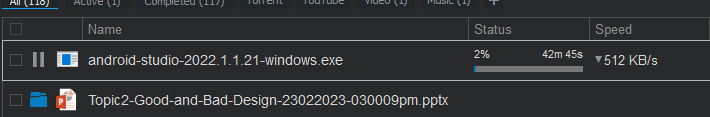 All (118) Active (1) Completed (117) Torrent YouTube Video (1) Music (1) +
Name Status Speed
android-studio-2022.1.1.21-windows.exe 2% 42m 45s 512 KB/s
Topic2-Good-and-Bad-Design-23022023-030009pm.pptx